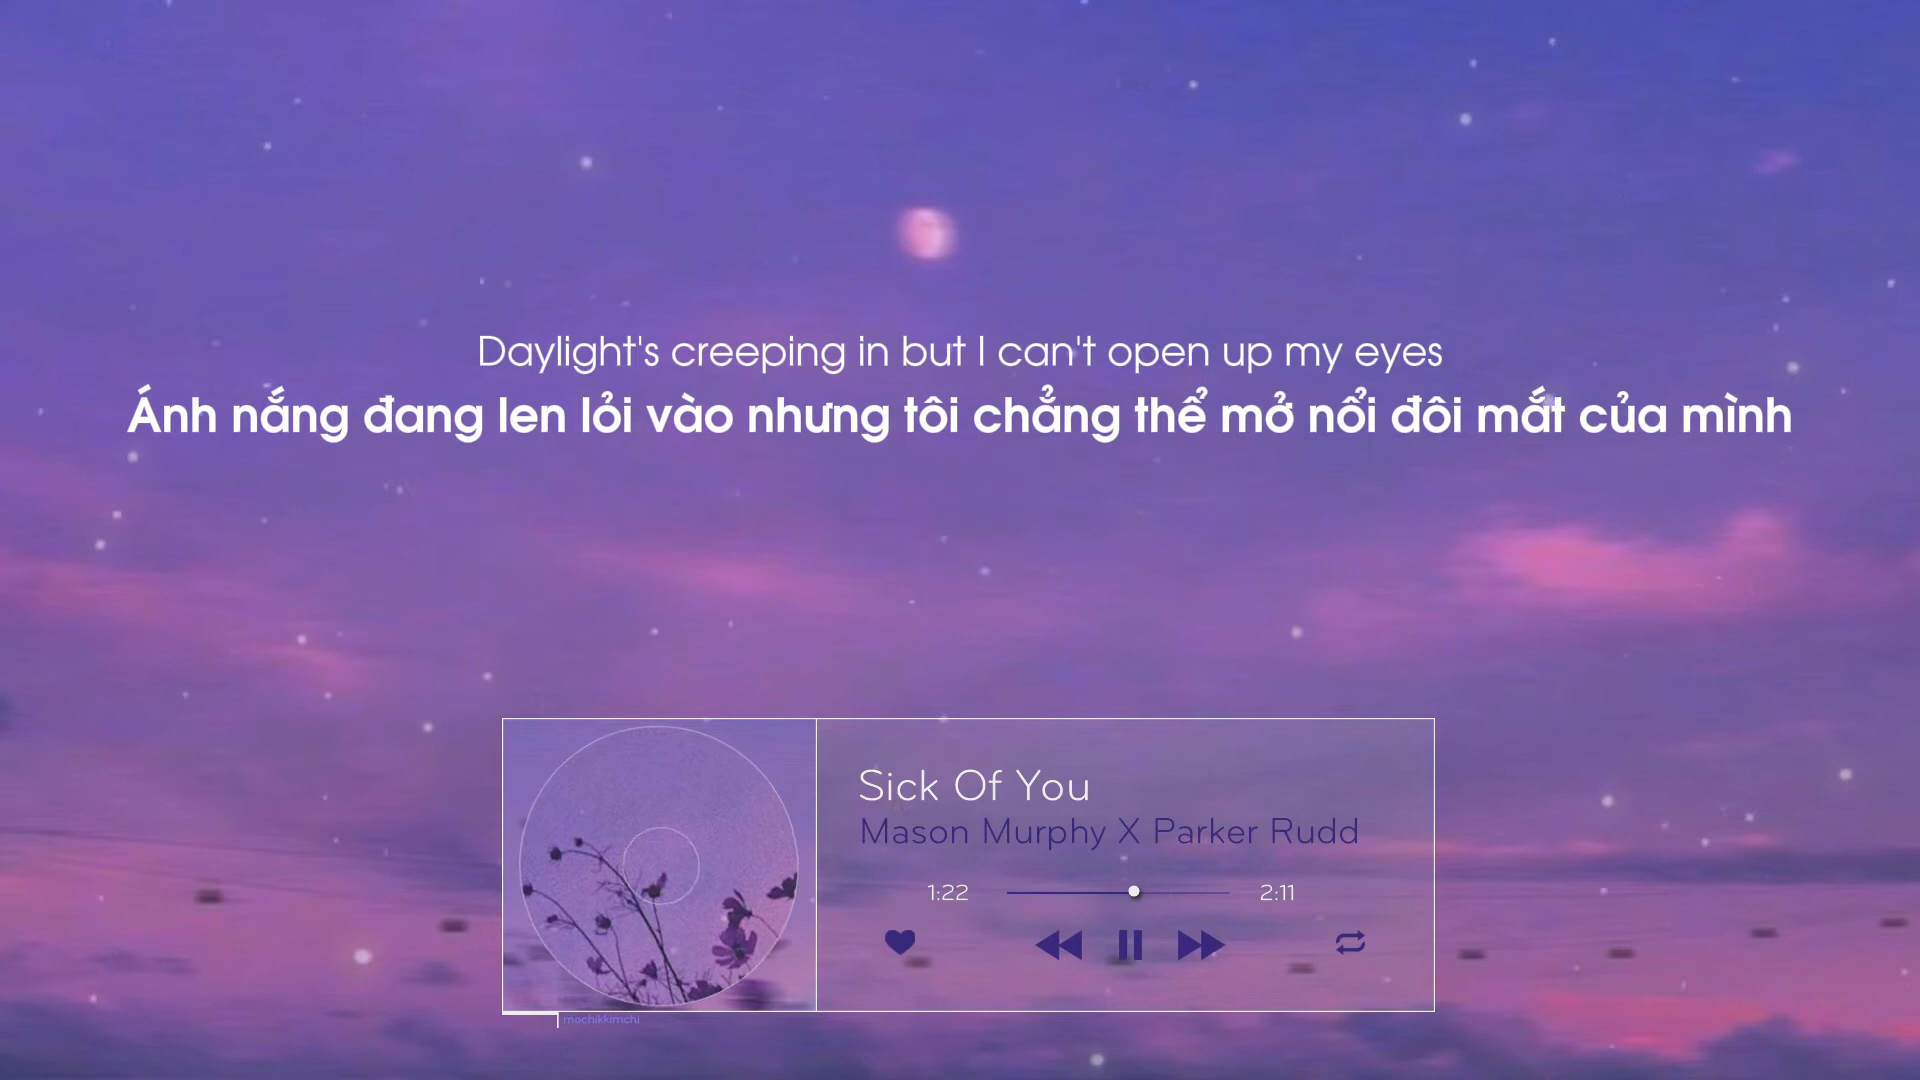 Daylight's creeping in but I can't open up my eyes
Ánh nắng đang len lỏi vào nhưng tôi chẳng thể mở nổi đôi mắt của mình
Sick Of You
Mason Murphy X Parker Rudd
1:22 2:11
mochikkimchi